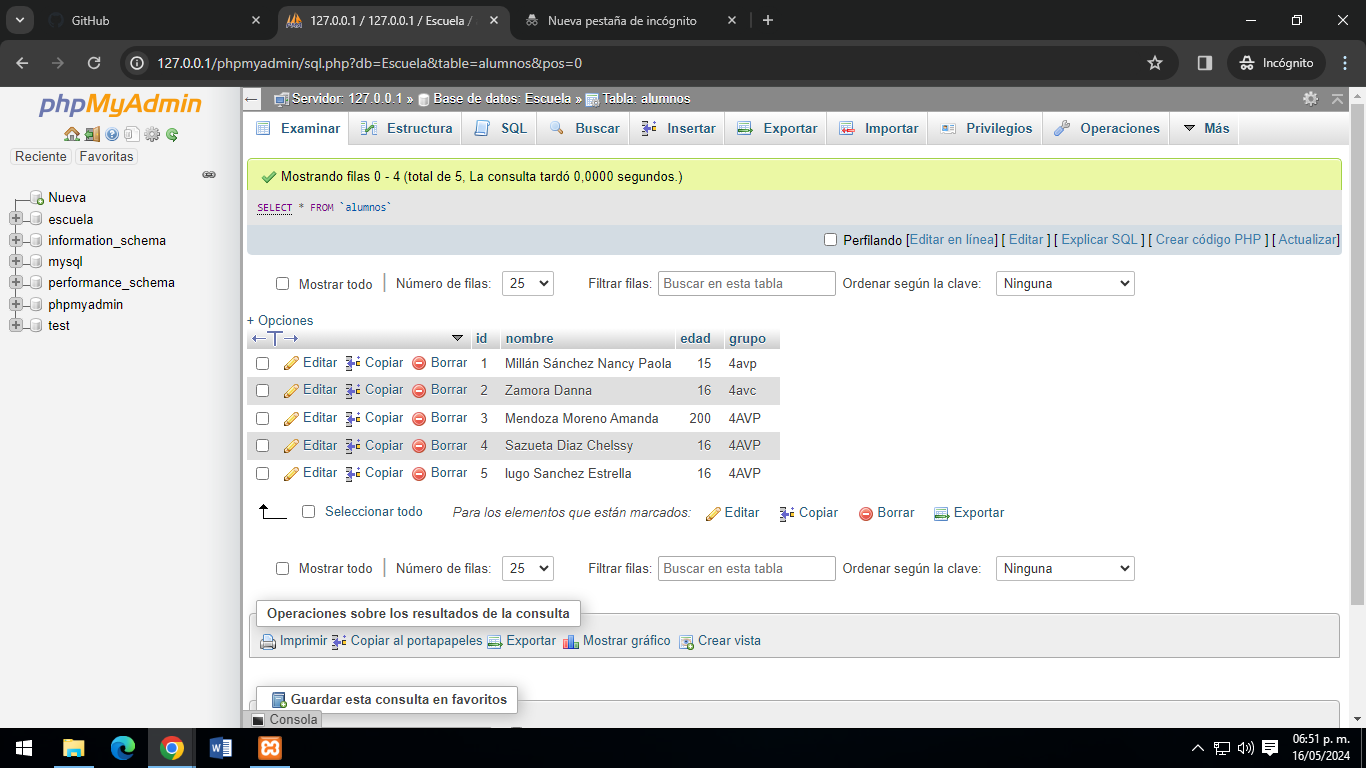 GitHub
127.0.0.1 / 127.0.0.1 / Escuela /
Nueva pestaña de incógnito
127.0.0.1/phpmyadmin/sql.php?db=Escuela&table=alumnos&pos=0
Incógnito
phpMyAdmin
Reciente Favoritas
Nueva
escuela
information_schema
mysql
performance_schema
phpmyadmin
test
Servidor: 127.0.0.1 » Base de datos: Escuela » Tabla: alumnos
Examinar Estructura SQL Buscar Insertar Exportar Importar Privilegios Operaciones Más
Mostrando filas 0 - 4 (total de 5, La consulta tardó 0,0000 segundos.)
SELECT * FROM `alumnos`
Perfilando [Editar en línea] [ Editar ] [ Explicar SQL ] [ Crear código PHP ] [ Actualizar]
Mostrar todo | Número de filas: 25 Filtrar filas: Buscar en esta tabla Ordenar según la clave: Ninguna
+ Opciones
←T→ id nombre edad grupo
Editar Copiar Borrar 1 Millán Sánchez Nancy Paola 15 4avp
Editar Copiar Borrar 2 Zamora Danna 16 4avc
Editar Copiar Borrar 3 Mendoza Moreno Amanda 200 4AVP
Editar Copiar Borrar 4 Sazueta Diaz Chelssy 16 4AVP
Editar Copiar Borrar 5 lugo Sanchez Estrella 16 4AVP
Seleccionar todo Para los elementos que están marcados: Editar Copiar Borrar Exportar
Mostrar todo | Número de filas: 25 Filtrar filas: Buscar en esta tabla Ordenar según la clave: Ninguna
Operaciones sobre los resultados de la consulta
Imprimir Copiar al portapapeles Exportar Mostrar gráfico Crear vista
Guardar esta consulta en favoritos
Consola
06:51 p. m.
16/05/2024